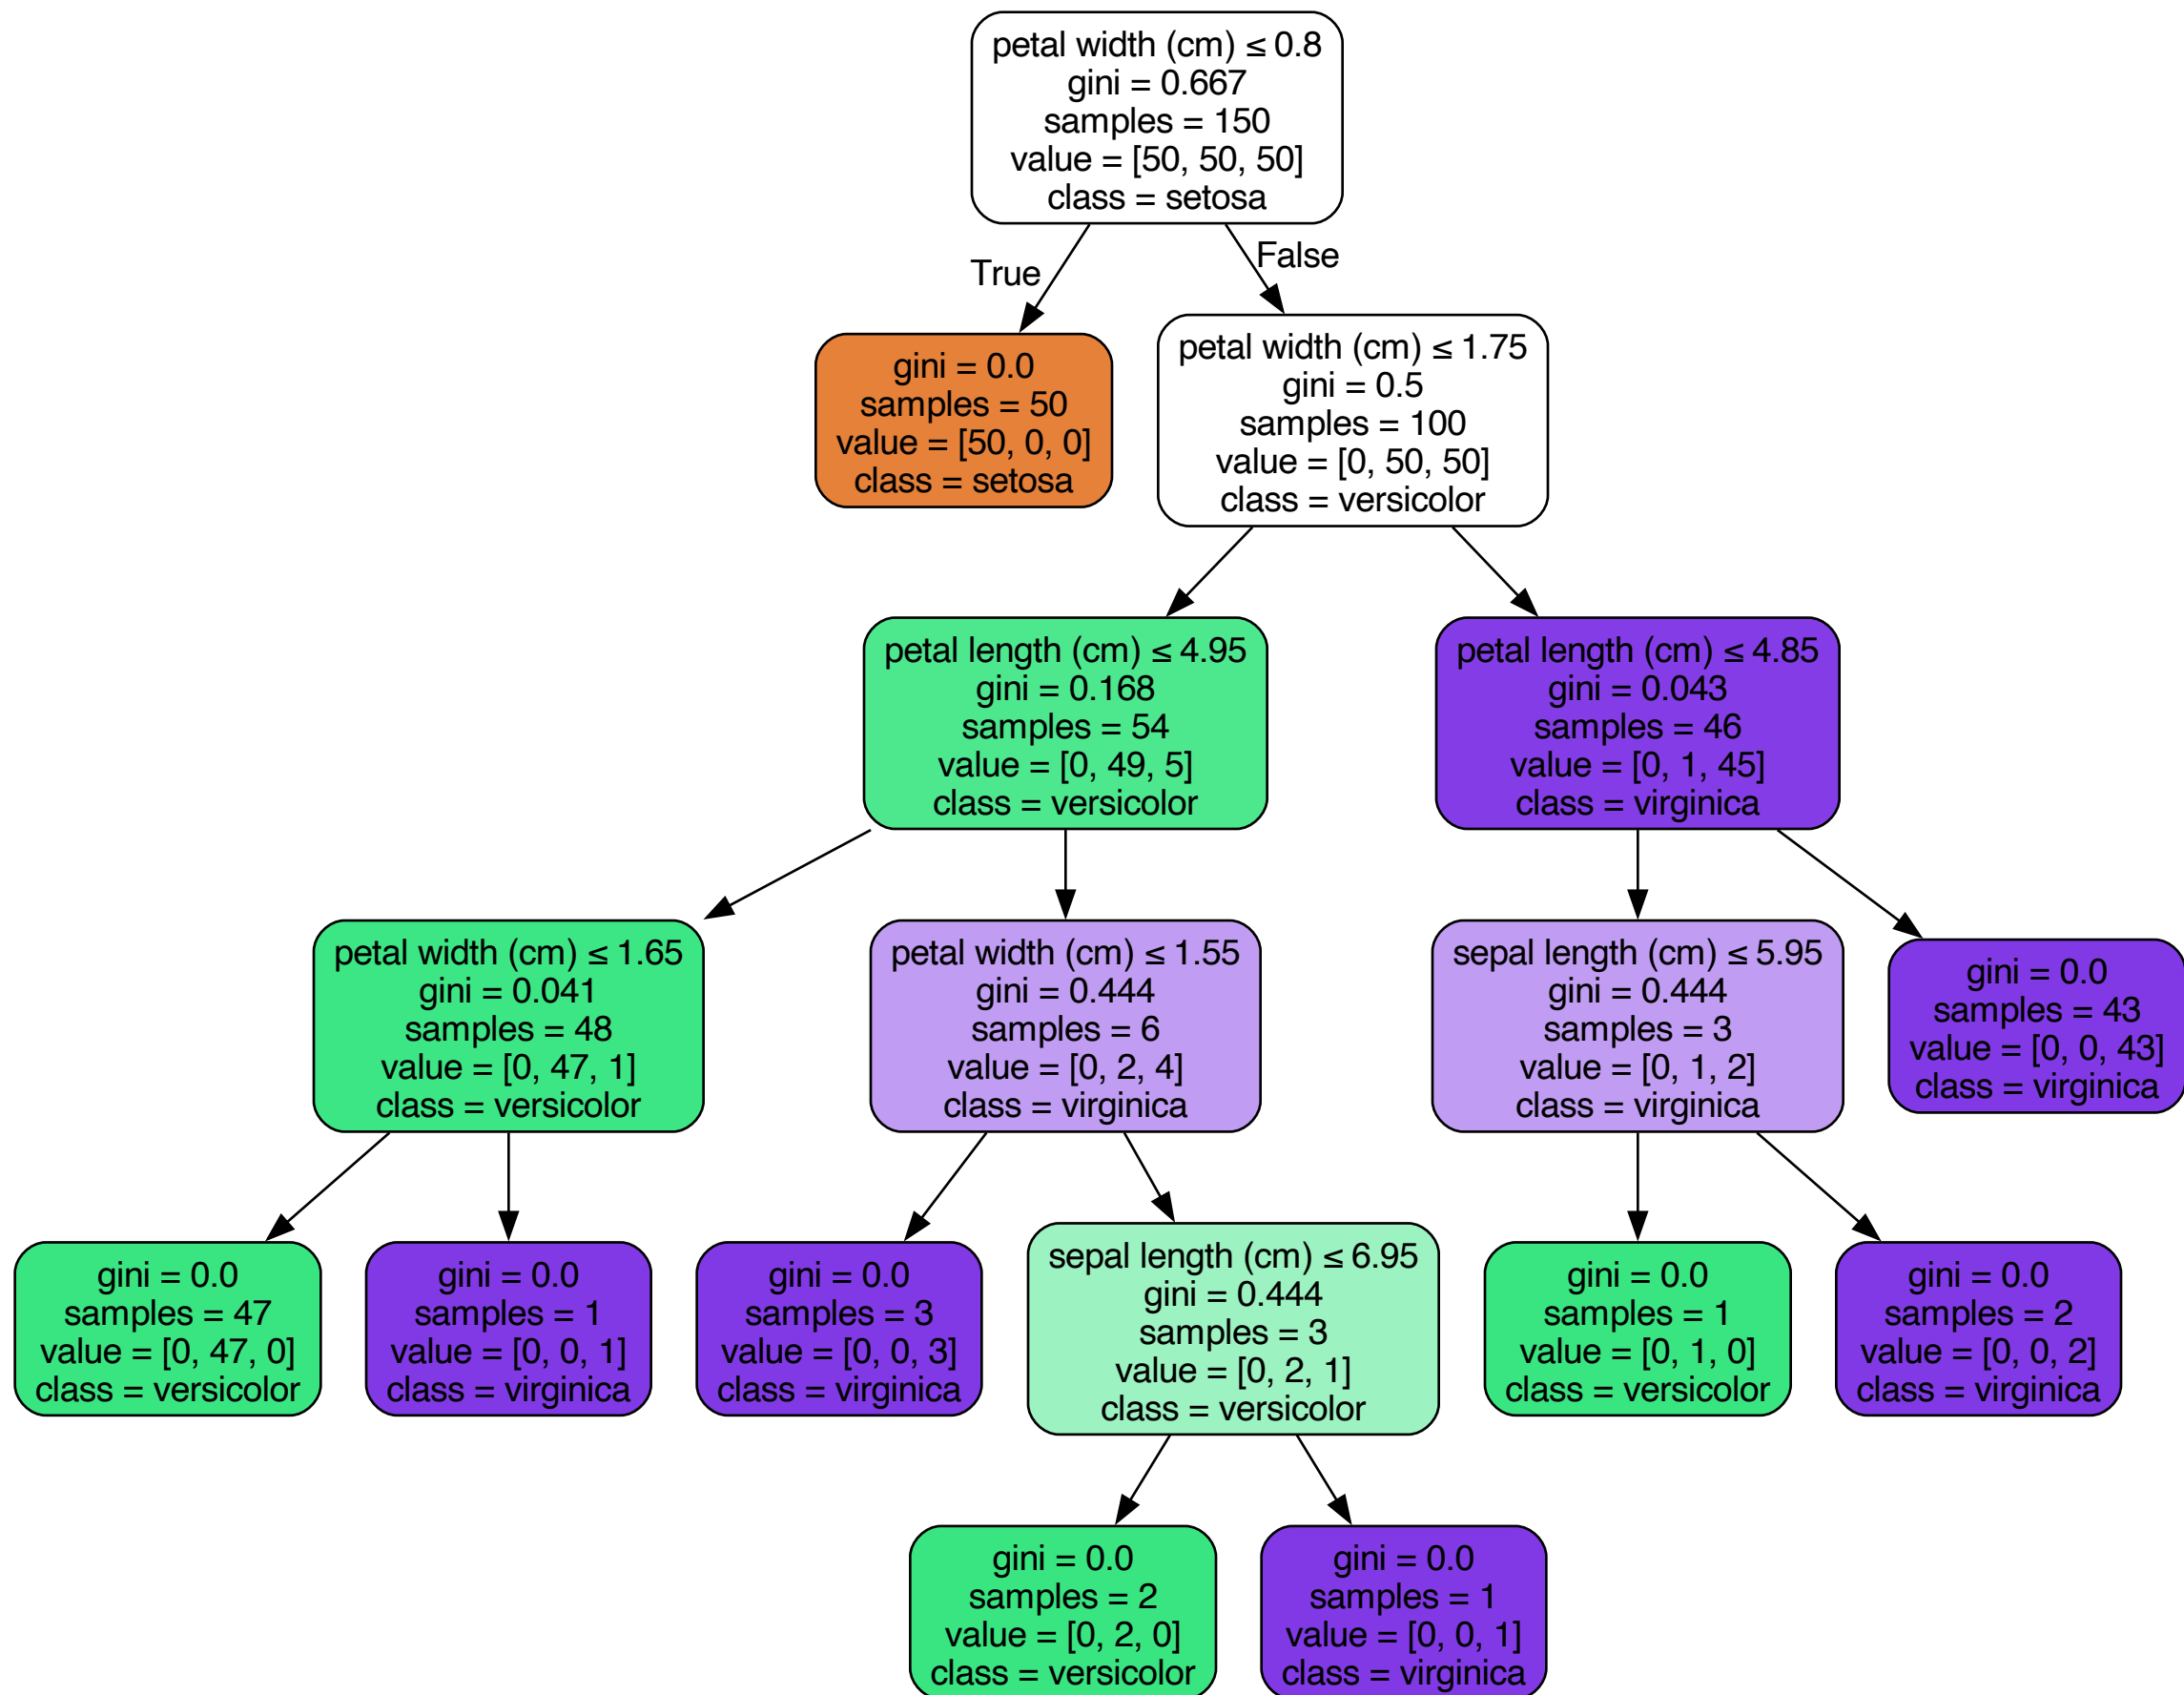 petal width (cm) ≤ 0.8
gini = 0.667
samples = 150
value = [50, 50, 50]
class = setosa
True
False
gini = 0.0
samples = 50
value = [50, 0, 0]
class = setosa
petal width (cm) ≤ 1.75
gini = 0.5
samples = 100
value = [0, 50, 50]
class = versicolor
petal length (cm) ≤ 4.95
gini = 0.168
samples = 54
value = [0, 49, 5]
class = versicolor
petal length (cm) ≤ 4.85
gini = 0.043
samples = 46
value = [0, 1, 45]
class = virginica
petal width (cm) ≤ 1.65
gini = 0.041
samples = 48
value = [0, 47, 1]
class = versicolor
petal width (cm) ≤ 1.55
gini = 0.444
samples = 6
value = [0, 2, 4]
class = virginica
sepal length (cm) ≤ 5.95
gini = 0.444
samples = 3
value = [0, 1, 2]
class = virginica
gini = 0.0
samples = 43
value = [0, 0, 43]
class = virginica
gini = 0.0
samples = 47
value = [0, 47, 0]
class = versicolor
gini = 0.0
samples = 1
value = [0, 0, 1]
class = virginica
gini = 0.0
samples = 3
value = [0, 0, 3]
class = virginica
sepal length (cm) ≤ 6.95
gini = 0.444
samples = 3
value = [0, 2, 1]
class = versicolor
gini = 0.0
samples = 1
value = [0, 1, 0]
class = versicolor
gini = 0.0
samples = 2
value = [0, 0, 2]
class = virginica
gini = 0.0
samples = 2
value = [0, 2, 0]
class = versicolor
gini = 0.0
samples = 1
value = [0, 0, 1]
class = virginica